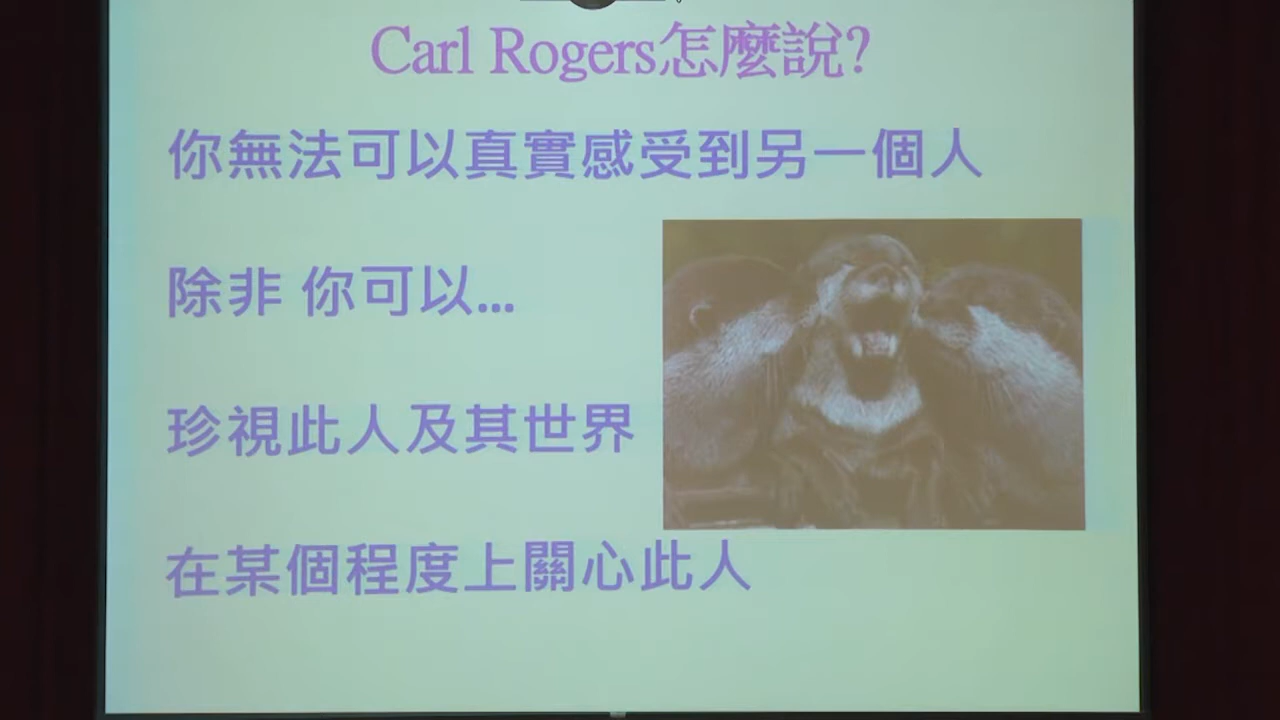 Carl Rogers怎麼說?
你無法可以真實感受到另一個人
除非 你可以...
珍視此人及其世界
在某個程度上關心此人